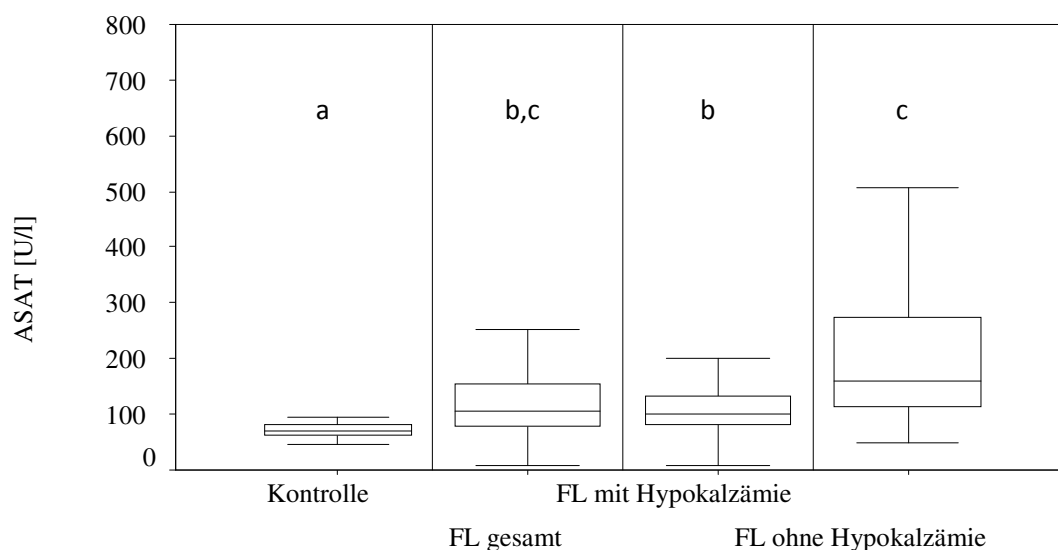 800
700
600
500
400
300
200
100
0
ASAT [U/l]
a
b,c
b
c
Kontrolle
FL mit Hypokalzämie
FL gesamt
FL ohne Hypokalzämie